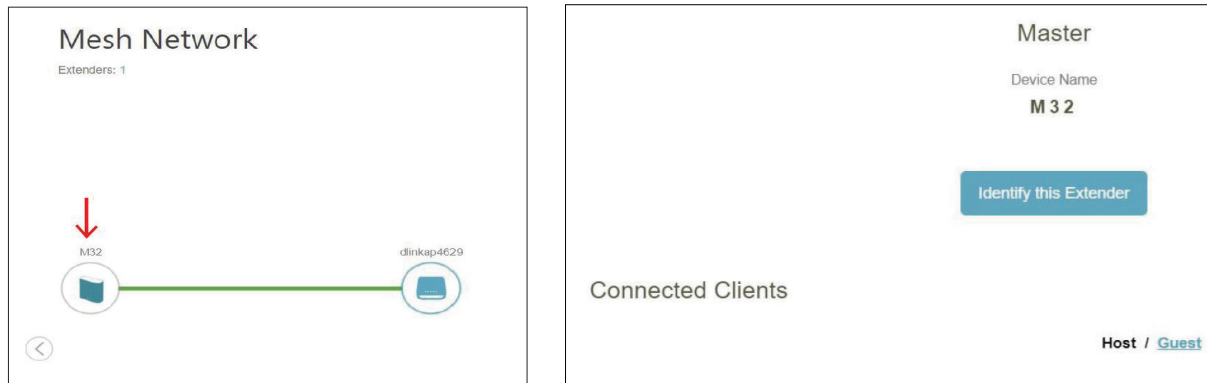 Mesh Network
Extenders: 1
M32
dlinkap4629
Master
Device Name
M 3 2
Identify this Extender
Connected Clients
Host / Guest